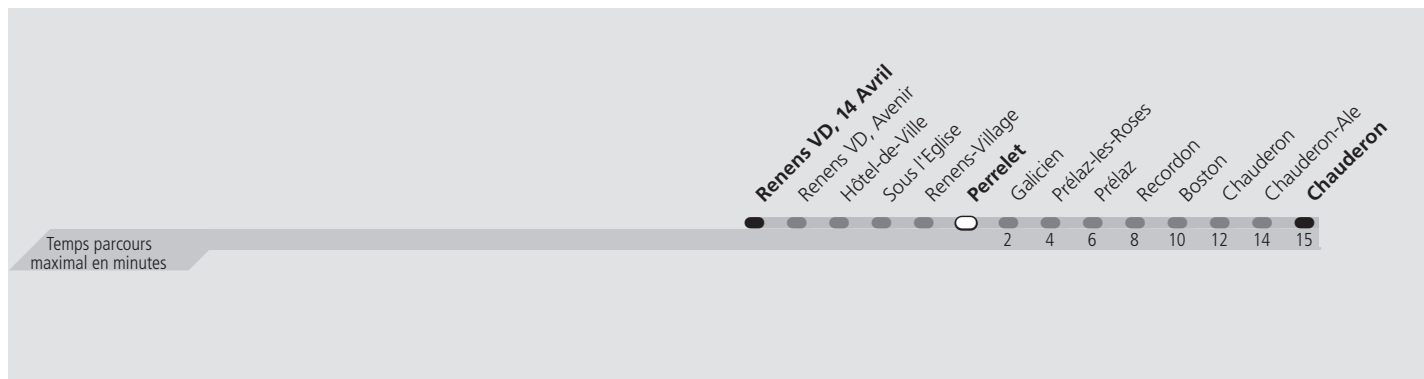 Renens VD, 14 Avril
Renens VD, Avenir
Hôtel-de-Ville
Sous l'Eglise
Renens-Village
Perrelet
Galicien
Prélaz-les-Roses
Prélaz
Recordon
Boston
Chauderon
Chauderon-Ale
Chauderon
2 4 6 8 10 12 14 15
Temps parcours
maximal en minutes